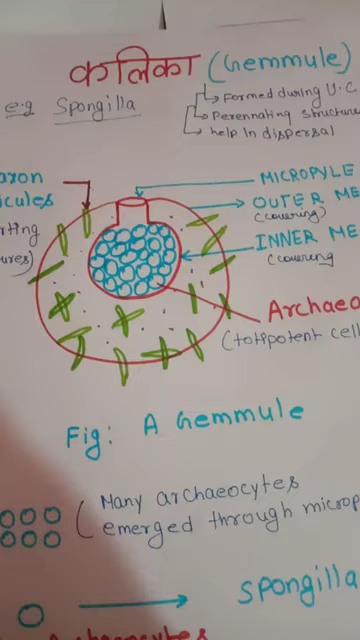 कलिका (Gemmule)
e.g Spongilla
Formed during U.C
Perennating structure
help in dispersal
MICROPYLE
OUTER ME
(covering)
INNER ME
(covering
Archaeo
(totipotent cell
Fig: A Gemmule
Many archaeocytes
emerged through microp
Spongilla